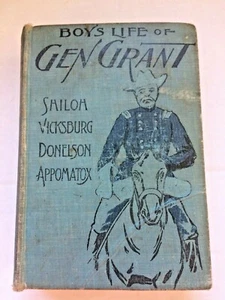 BOY'S LIFE OF
GEN GRANT
SHILOH
VICKSBURG
DONELSON
APPOMATOX